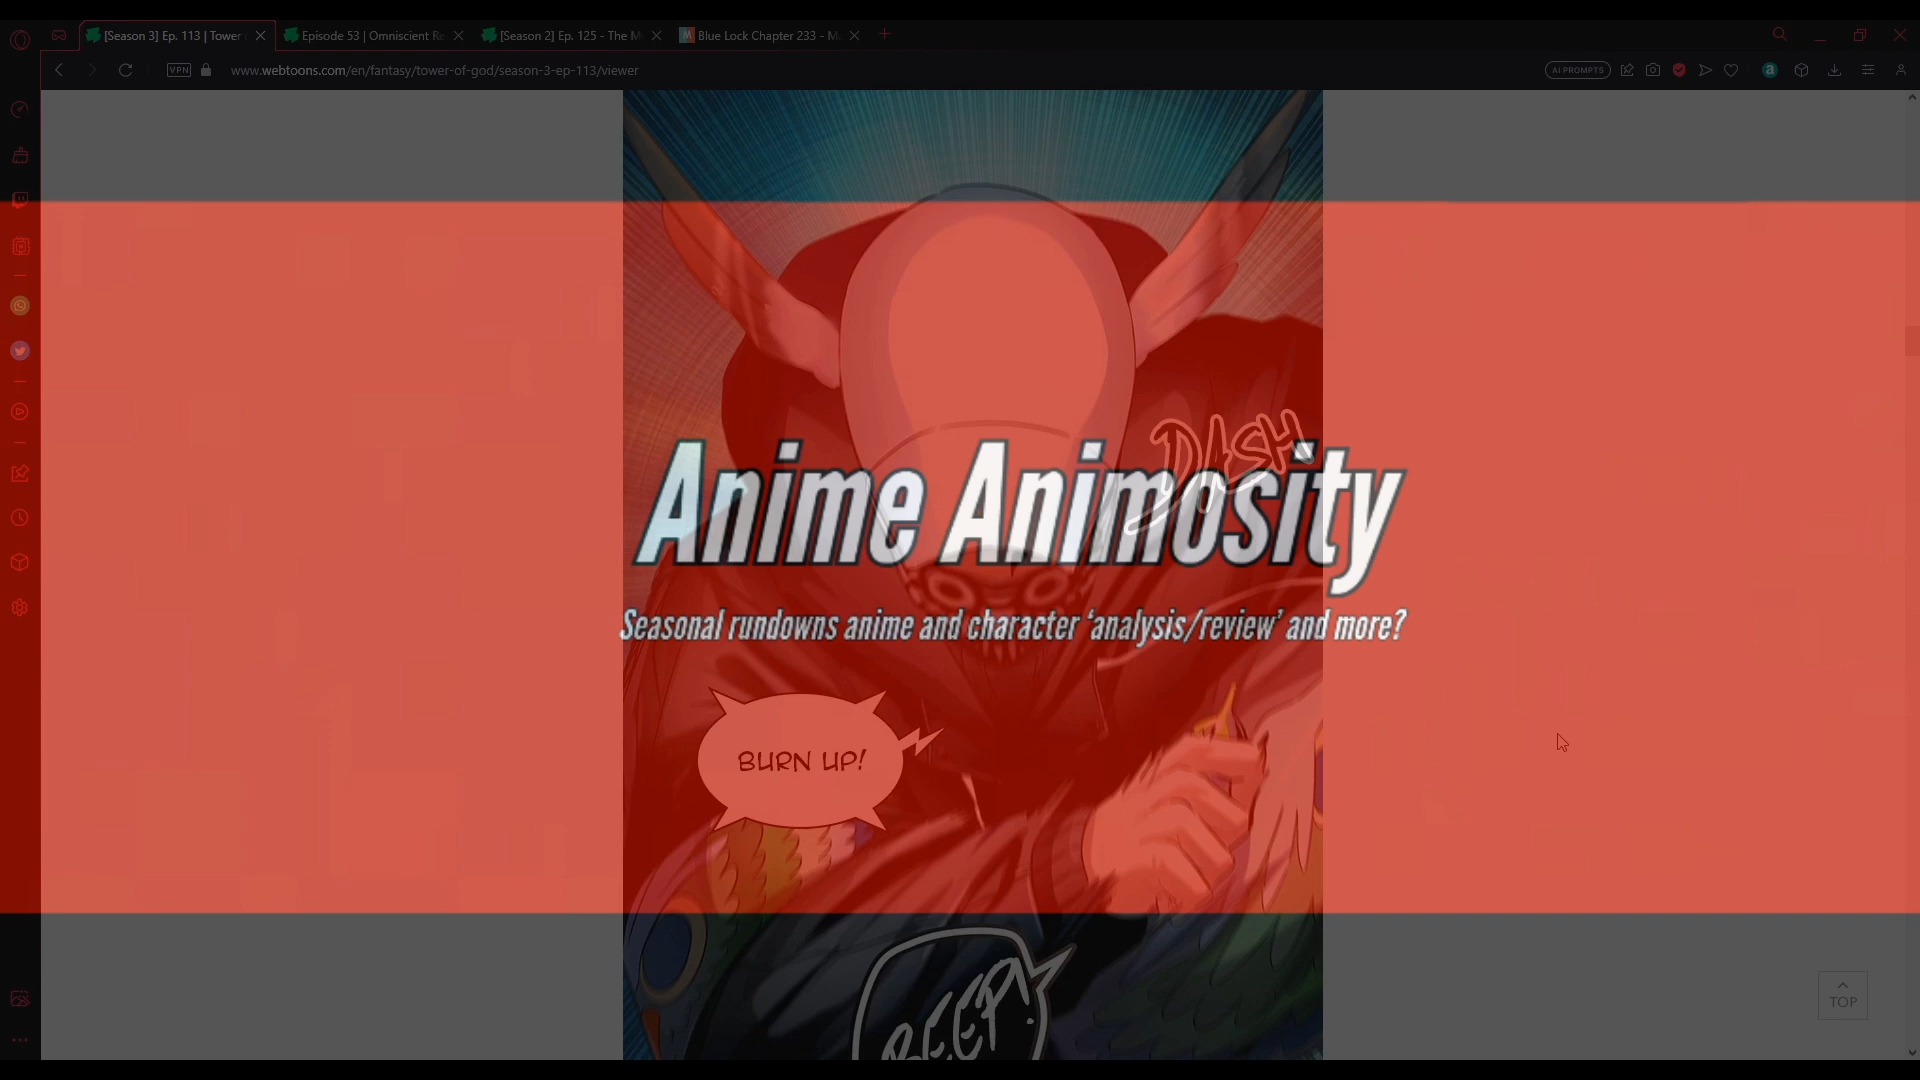 [Season 3] Ep. 113 | Tower
Episode 53 | Omniscient Re
[Season 2] Ep. 125 - The M
Blue Lock Chapter 233 - M
VPN
www.webtoons.com/en/fantasy/tower-of-god/season-3-ep-113/viewer
AI PROMPTS
DASH
Anime Animosity
Seasonal rundowns anime and character 'analysis/review' and more?
BURN UP!
BEEP!
TOP